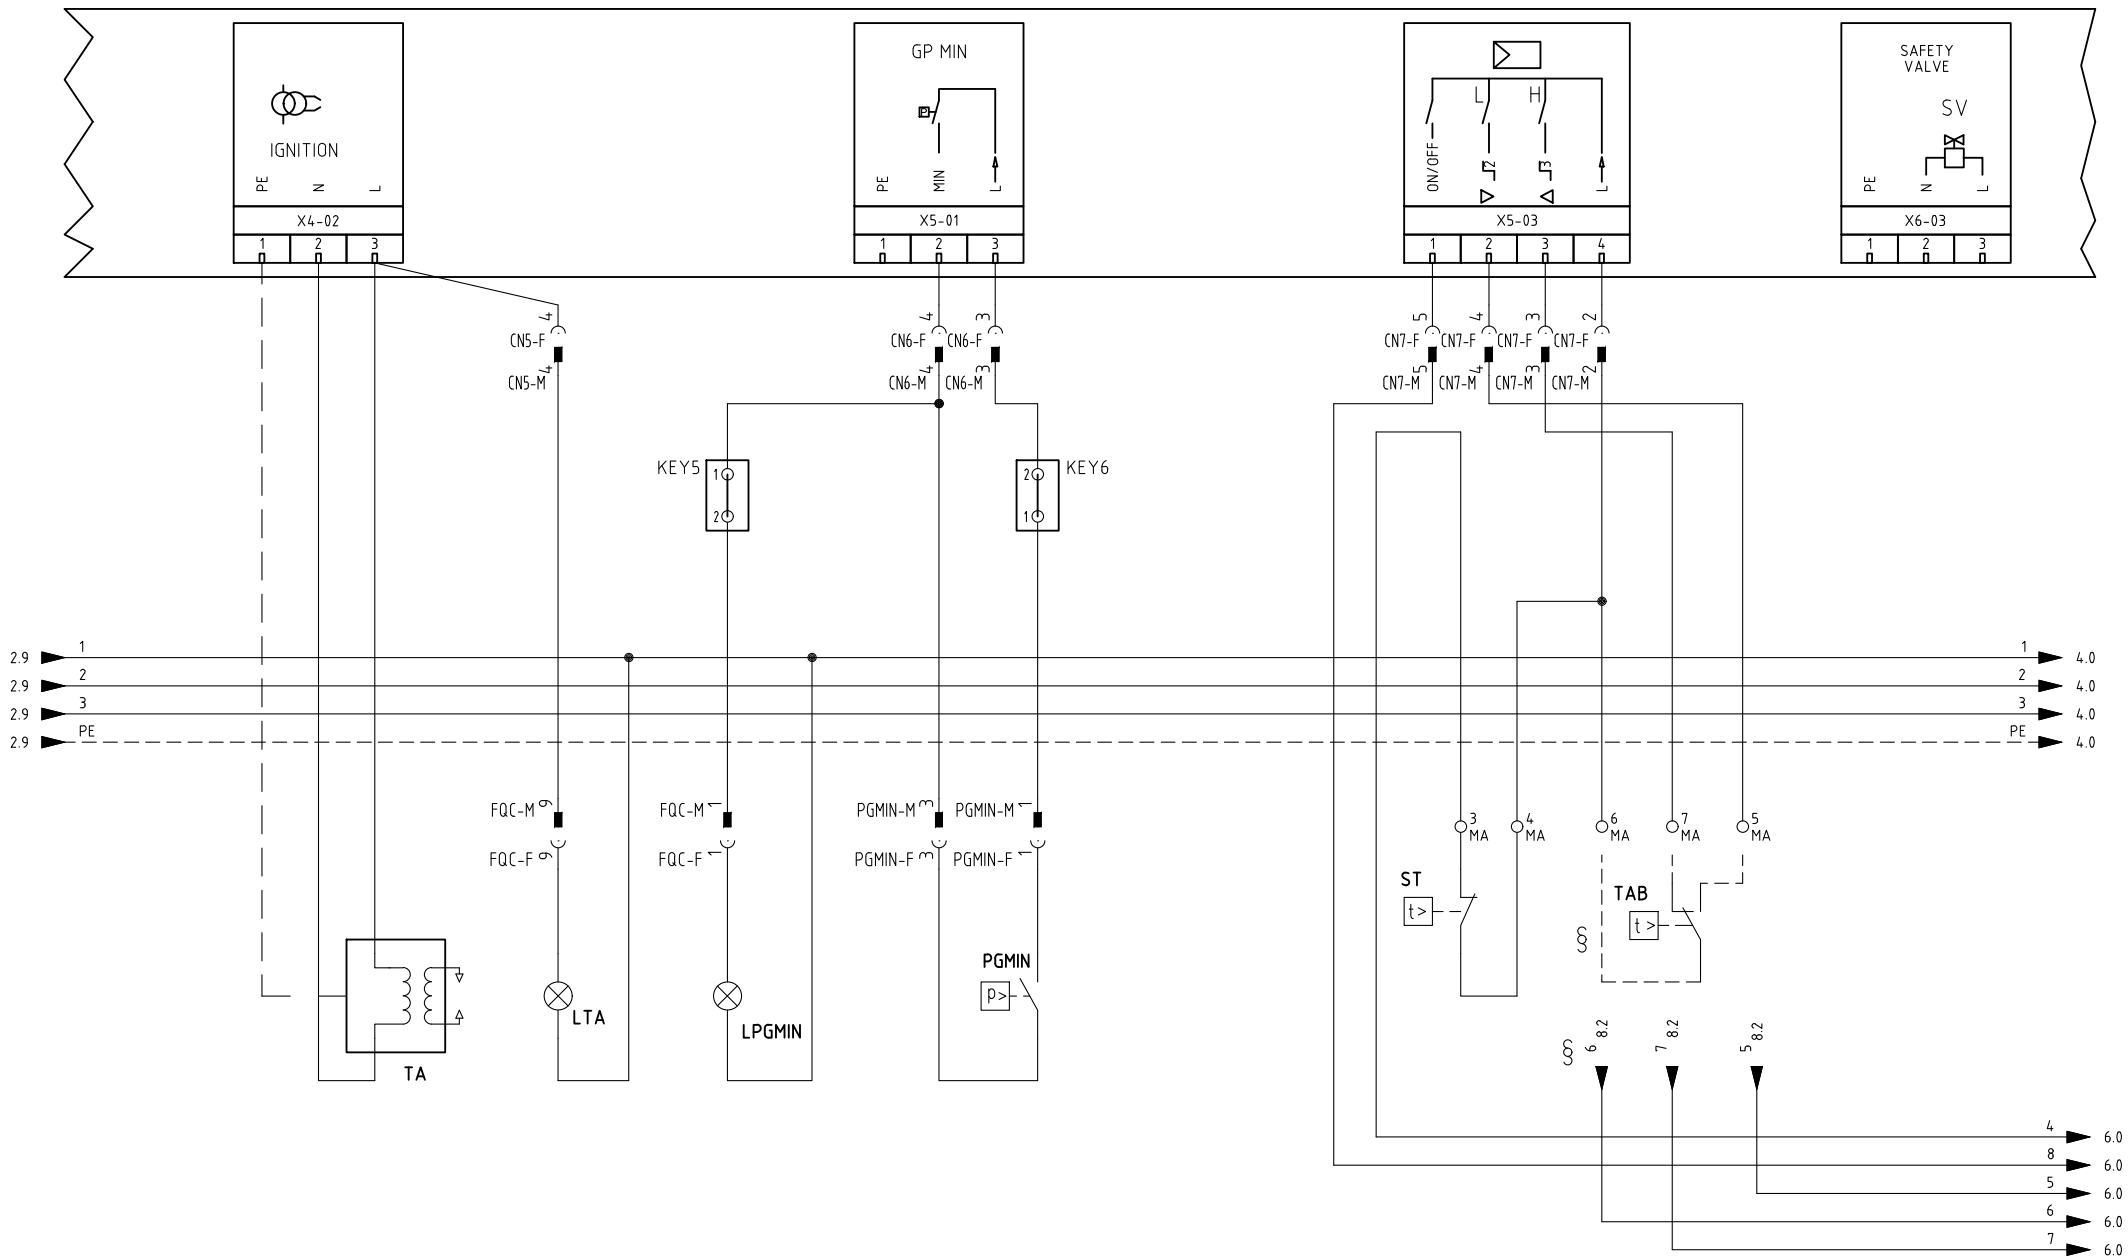 GP MIN
SAFETY
VALVE
L
H
SV
P
IGNITION
ON/OFF
2
3
PE
N
L
PE
MIN
L
L
PE
N
L
X4-02
X5-01
X5-03
X6-03
1
2
3
1
2
3
1
2
3
4
1
2
3
4
4
3
5
4
3
2
CN5-F
CN6-F
CN6-F
CN7-F
CN7-F
CN7-F
CN7-F
4
4
3
5
4
3
2
CN5-M
CN6-M
CN6-M
CN7-M
CN7-M
CN7-M
CN7-M
KEY5
1
2
2
1
KEY6
2.9
1
1
4.0
2.9
2
2
4.0
2.9
3
3
4.0
2.9
PE
PE
4.0
FQC-M 9
FQC-M 1
PGMIN-M 3
PGMIN-M 1
FQC-F 9
FQC-F 1
PGMIN-F 3
PGMIN-F 1
3
MA
4
MA
6
MA
7
MA
5
MA
ST
t>
TAB
t>
§
PGMIN
p>
LTA
LPGMIN
TA
§
6
8.2
7
8.2
5
8.2
4
6.0
8
6.0
5
6.0
6
6.0
7
6.0